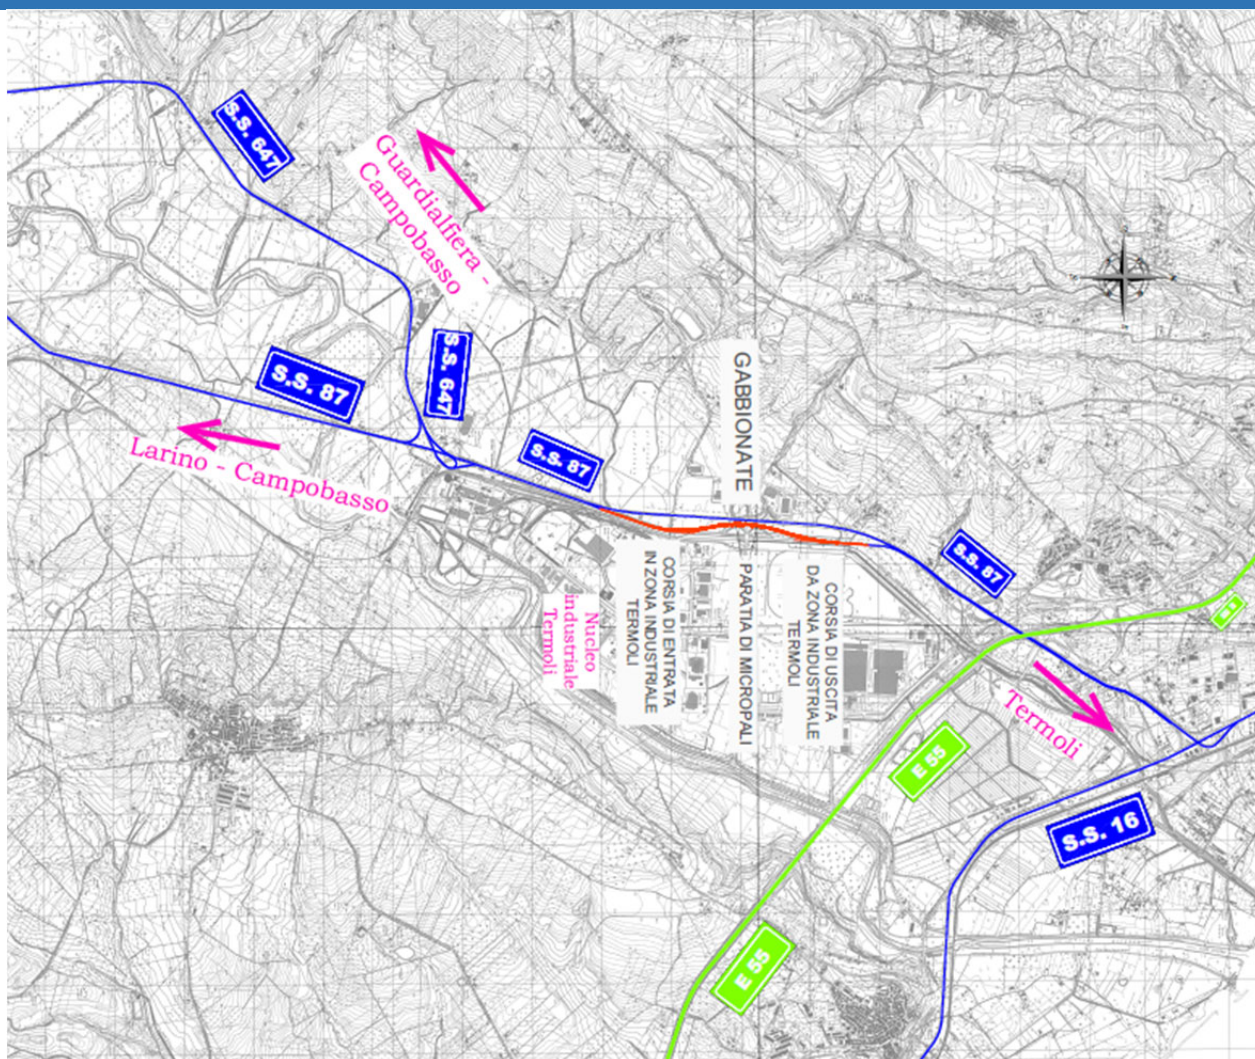 S.S. 647
Guardialfiera -
Campobasso
S.S. 647
S.S. 87
Larino - Campobasso
S.S. 87
GABBIONATE
S.S. 87
CORSIA DI ENTRATA
IN ZONA INDUSTRIALE
TERMOLI
PARATIA DI MICROPALI
CORSIA DI USCITA
DA ZONA INDUSTRIALE
TERMOLI
Nucleo
industriale
Termoli
Termoli
E 55
S.S. 16
E 55